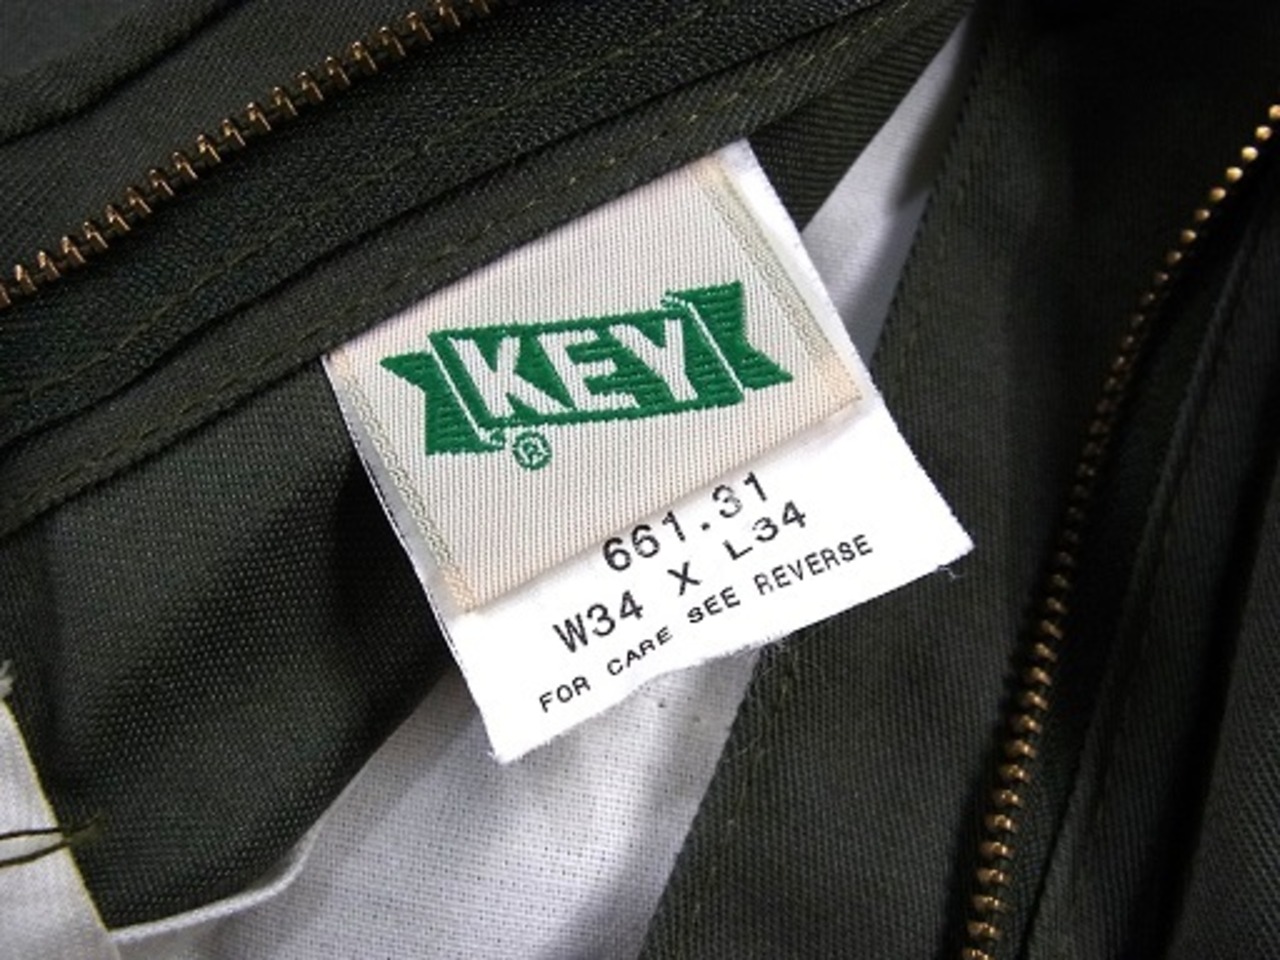 KEY
®
661.31
W34 X L34
FOR CARE SEE REVERSE